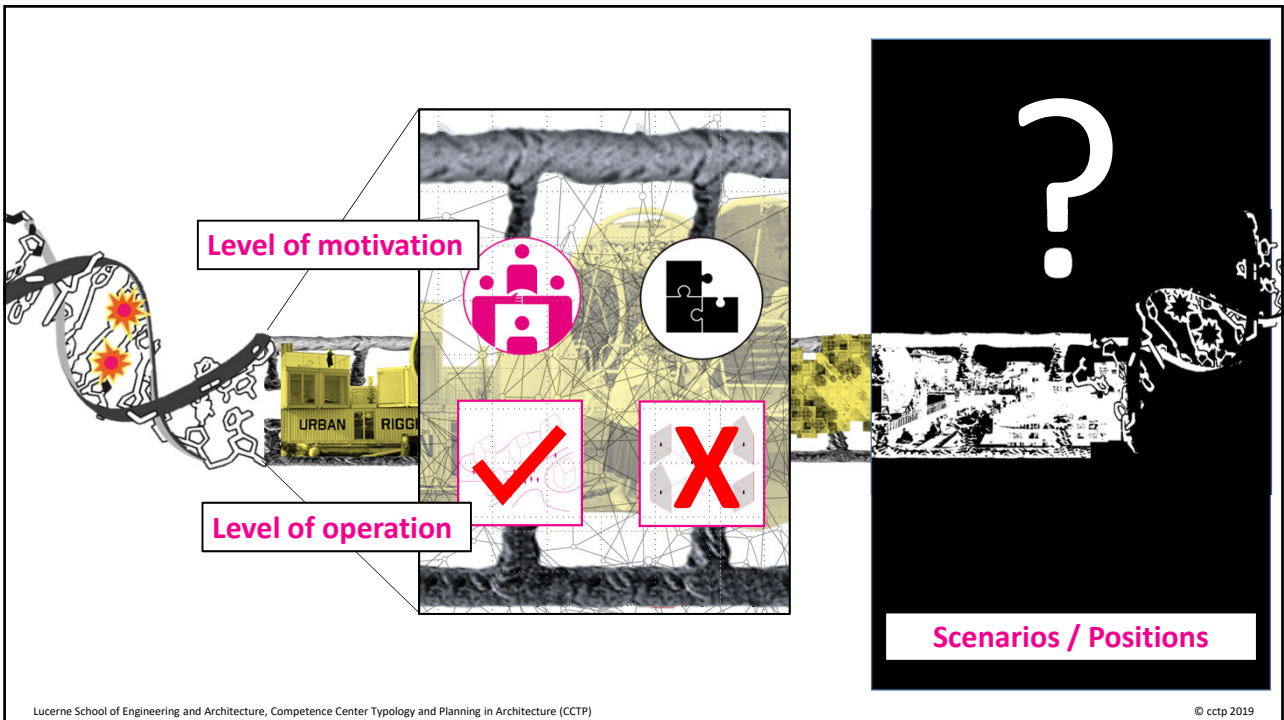 ?
Level of motivation
URBAN RIGG
X
Level of operation
Scenarios / Positions
Lucerne School of Engineering and Architecture, Competence Center Typology and Planning in Architecture (CCTP)
© cctp 2019